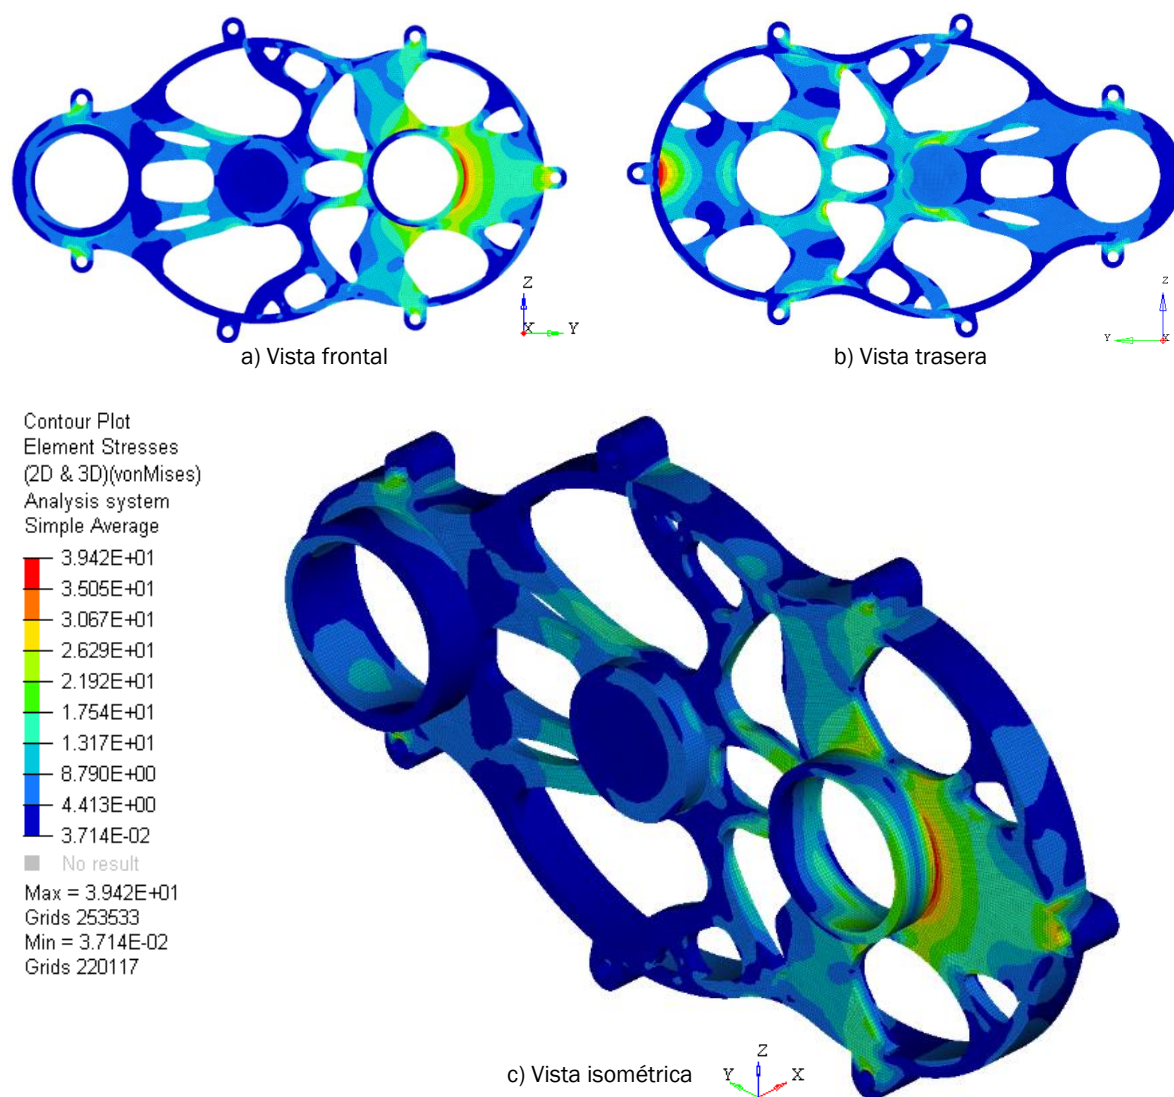 Z
X
Y
a) Vista frontal
Z
Y
X
b) Vista trasera
Contour Plot
Element Stresses
(2D & 3D)(vonMises)
Analysis system
Simple Average
3.942E+01
3.505E+01
3.067E+01
2.629E+01
2.192E+01
1.754E+01
1.317E+01
8.790E+00
4.413E+00
3.714E-02
No result
Max = 3.942E+01
Grids 253533
Min = 3.714E-02
Grids 220117
c) Vista isométrica
Z
Y
X